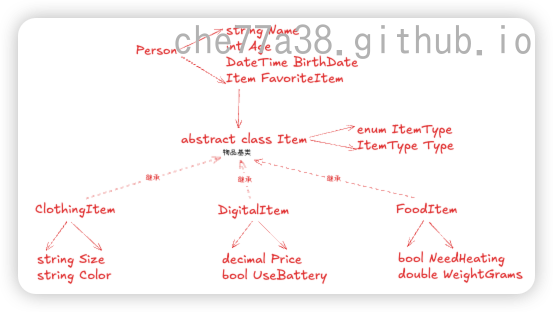 che77a38.github.io
Person
string Name
int Age
DateTime BirthDate
Item FavoriteItem
abstract class Item
物品基类
enum ItemType
ItemType Type
继承
继承
继承
ClothingItem
DigitalItem
FoodItem
string Size
string Color
decimal Price
bool UseBattery
bool NeedHeating
double WeightGrams